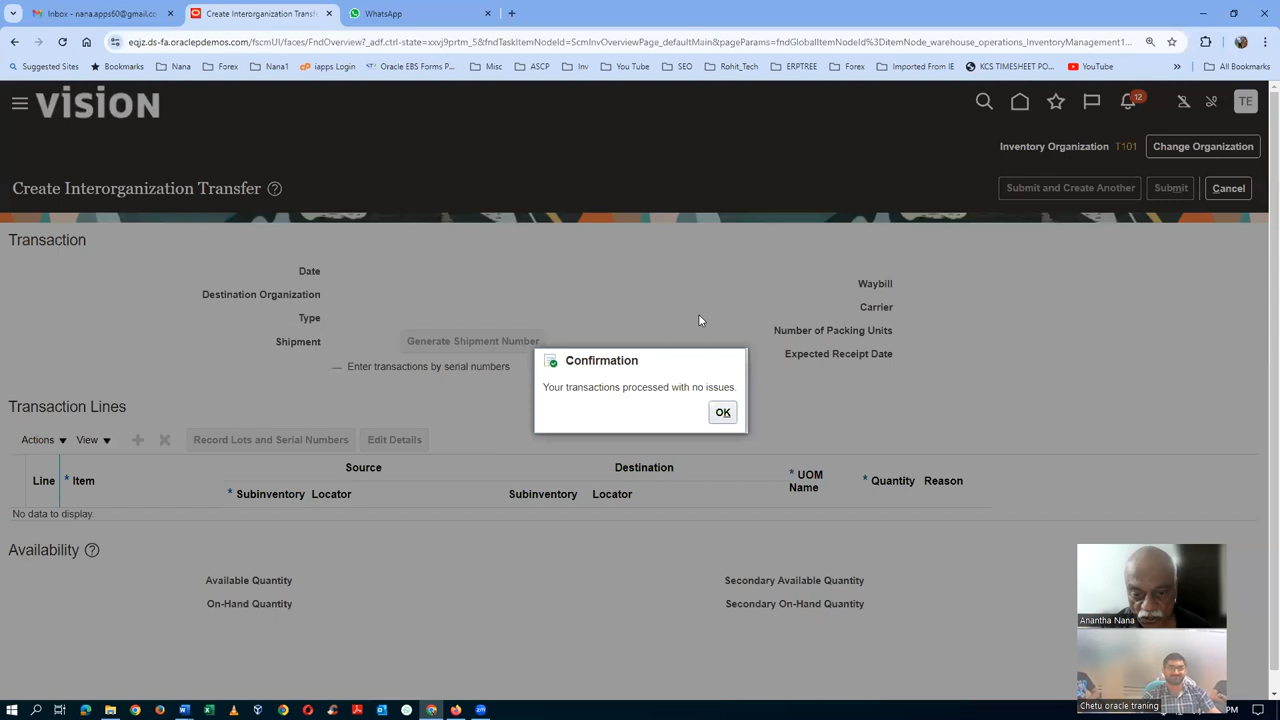 Inbox - nana.apps60@gmail.co
Create Interorganization Transf
WhatsApp
eqjz.ds-fa.oraclepdemos.com/fscmUI/faces/FndOverview?_adf.ctrl-state=xxvj9prtm_5&fndTaskItemNodeId=ScmInvOverviewPage_defaultMain&pageParams=fndGlobalItemNodeId%3DitemNode_warehouse_operations_InventoryManagement1...
Suggested Sites
Bookmarks
Nana
Forex
Nana1
iapps Login
Oracle EBS Forms P...
Misc
ASCP
Inv
You Tube
SEO
Rohit_Tech
ERPTREE
Forex
Imported From IE
KCS TIMESHEET PO...
YouTube
All Bookmarks
VISION
12
TE
Inventory Organization T101 Change Organization
Create Interorganization Transfer
Submit and Create Another
Submit
Cancel
Transaction
Date
Destination Organization
Type
Shipment
Generate Shipment Number
Enter transactions by serial numbers
Waybill
Carrier
Number of Packing Units
Expected Receipt Date
Confirmation
Your transactions processed with no issues.
OK
Transaction Lines
Actions
View
Record Lots and Serial Numbers
Edit Details
Line
* Item
Source
* Subinventory Locator
Destination
Subinventory Locator
* UOM Name
* Quantity
Reason
No data to display.
Availability
Available Quantity
On-Hand Quantity
Secondary Available Quantity
Secondary On-Hand Quantity
Anantha Nana
Chetu oracle traning
PM